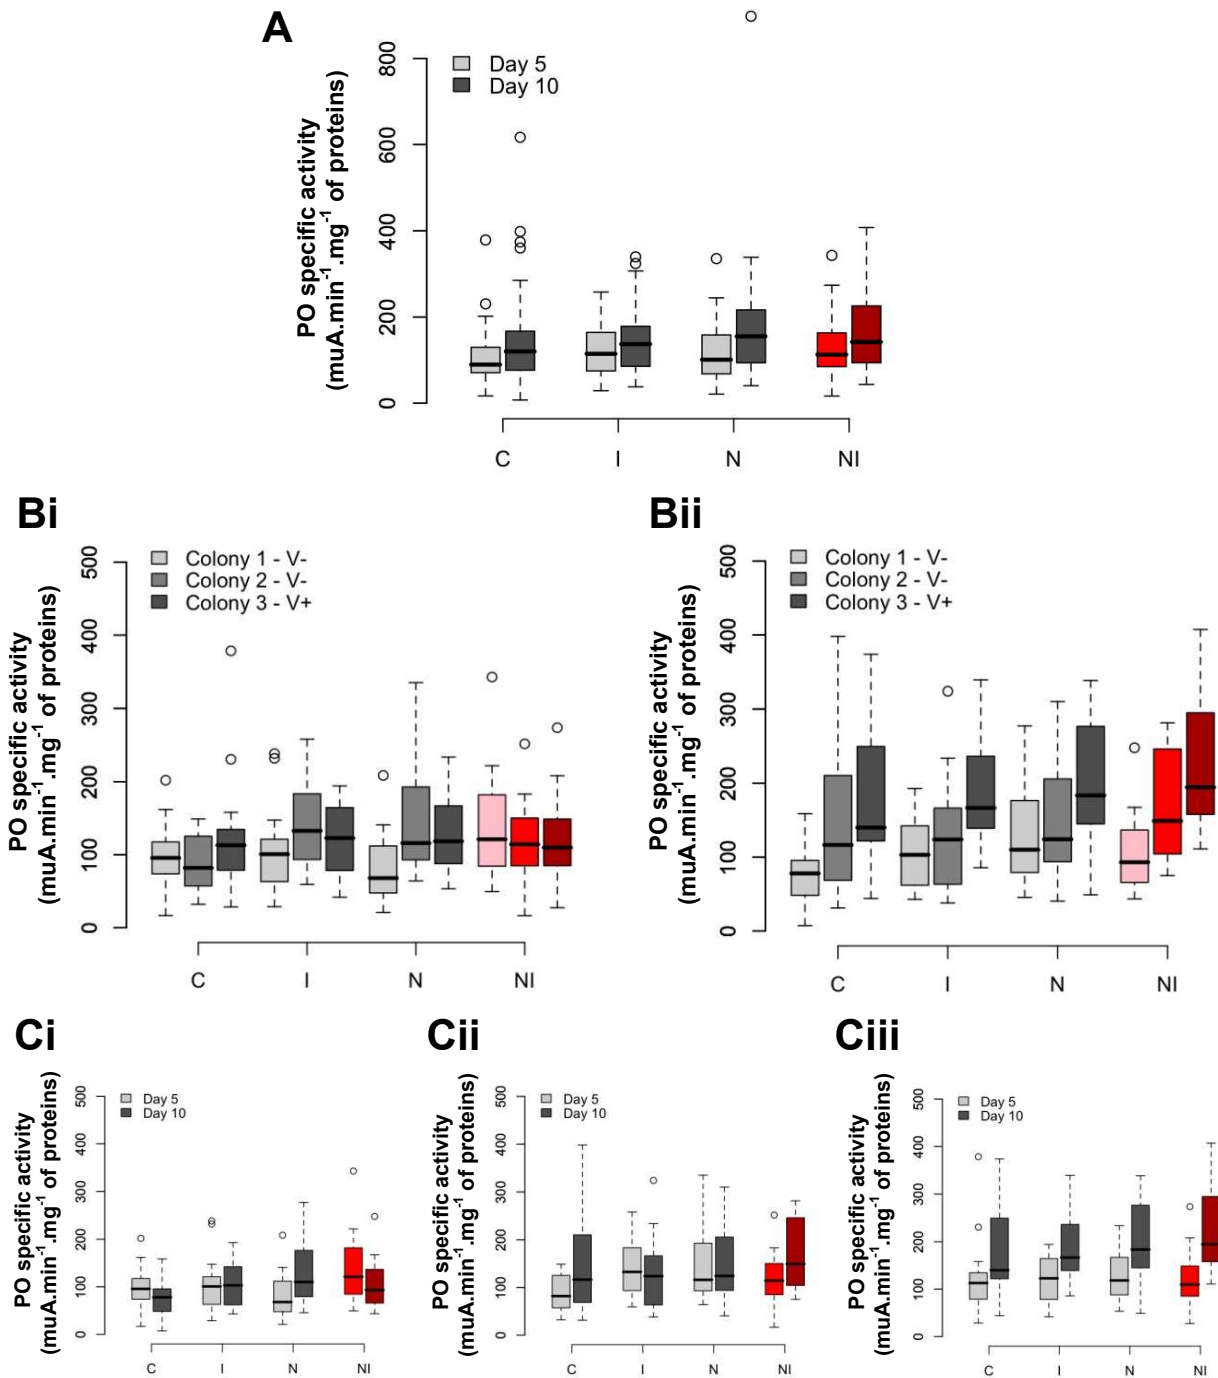 A
PO specific activity
(muA.min-1.mg-1 of proteins)
800
600
400
200
0
Day 5
Day 10
C I N NI
Bi
PO specific activity
(muA.min-1.mg-1 of proteins)
500
400
300
200
100
0
Colony 1 - V-
Colony 2 - V-
Colony 3 - V+
C I N NI
Bii
PO specific activity
(muA.min-1.mg-1 of proteins)
500
400
300
200
100
0
Colony 1 - V-
Colony 2 - V-
Colony 3 - V+
C I N NI
Ci
PO specific activity
(muA.min-1.mg-1 of proteins)
500
400
300
200
100
0
Day 5
Day 10
C I N NI
Cii
PO specific activity
(muA.min-1.mg-1 of proteins)
500
400
300
200
100
0
Day 5
Day 10
C I N NI
Ciii
PO specific activity
(muA.min-1.mg-1 of proteins)
500
400
300
200
100
0
Day 5
Day 10
C I N NI